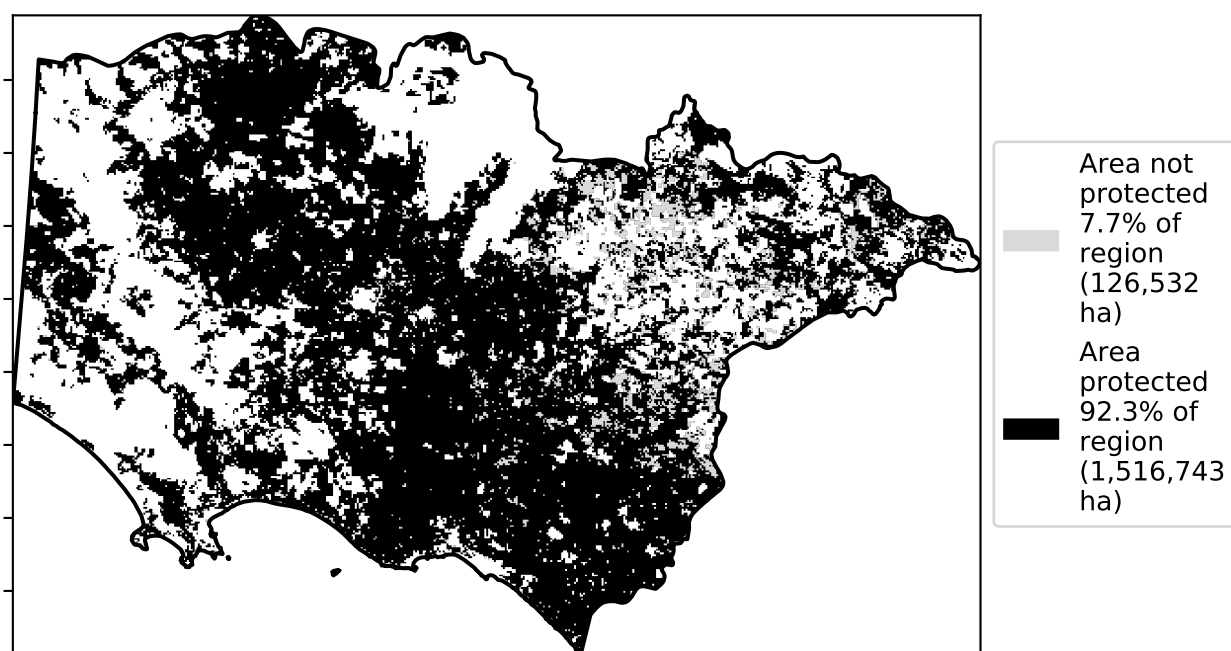 Area not
protected
7.7% of
region
(126,532
ha)
Area
protected
92.3% of
region
(1,516,743
ha)